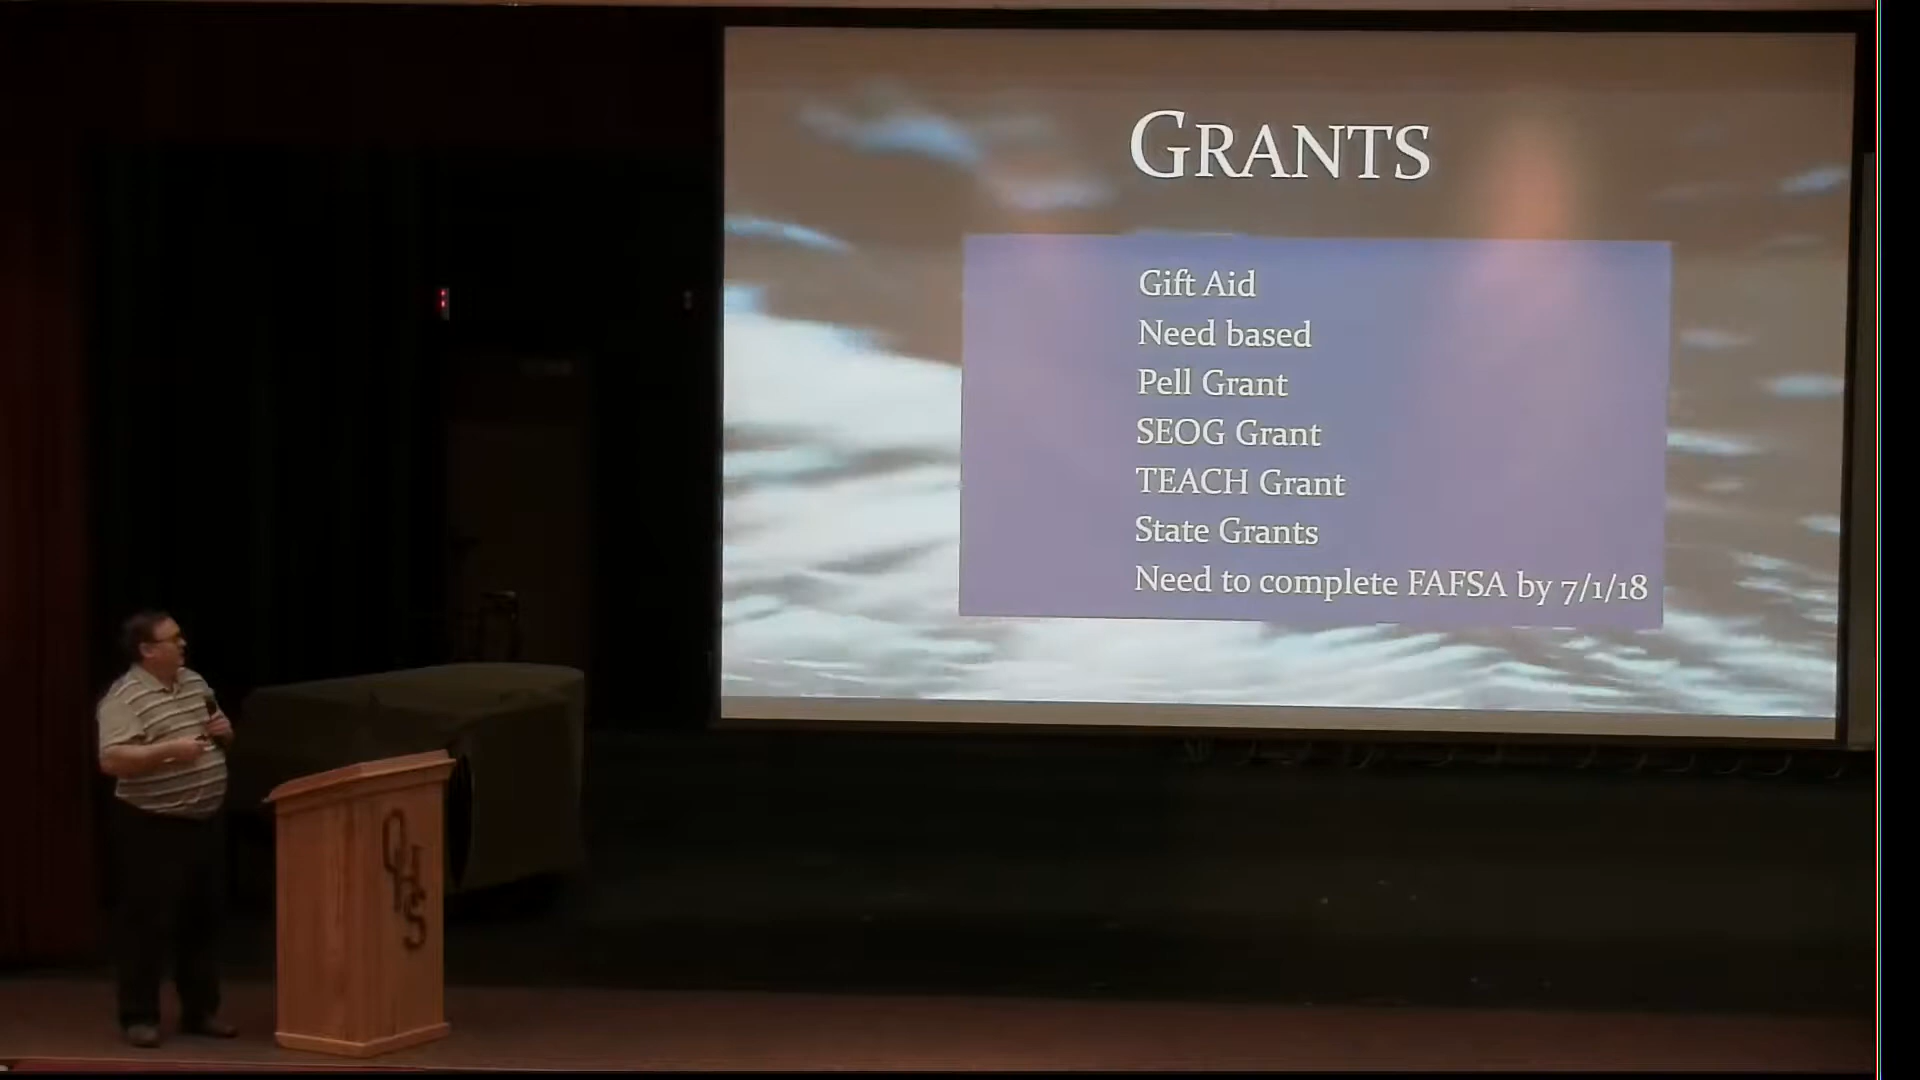 GRANTS
Gift Aid
Need based
Pell Grant
SEOG Grant
TEACH Grant
State Grants
Need to complete FAFSA by 7/1/18
OHS